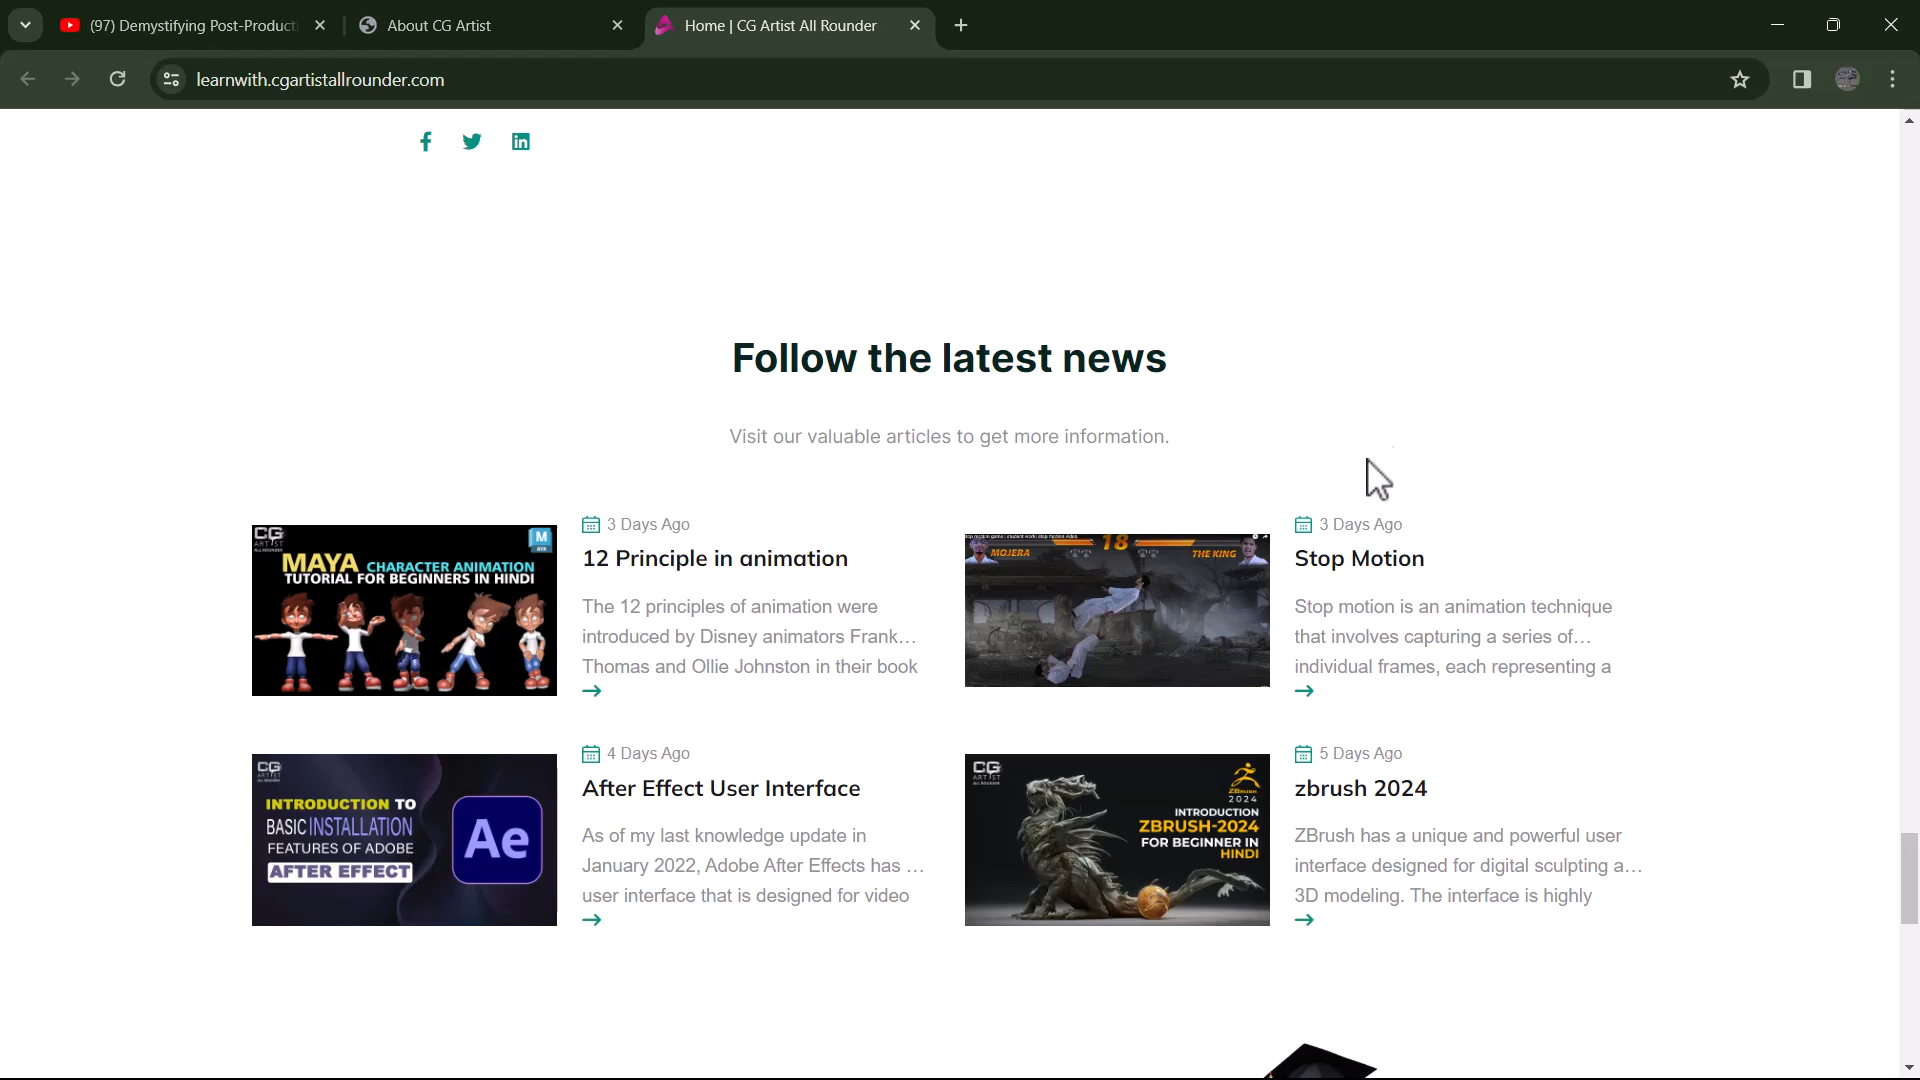 (97) Demystifying Post-Product
About CG Artist
Home | CG Artist All Rounder
learnwith.cgartistallrounder.com
Follow the latest news
Visit our valuable articles to get more information.
CG
ARTIST
ALL ROUNDER
M
MAYA CHARACTER ANIMATION
TUTORIAL FOR BEGINNERS IN HINDI
3 Days Ago
12 Principle in animation
The 12 principles of animation were
introduced by Disney animators Frank...
Thomas and Ollie Johnston in their book
→
stop motion game | student work| stop motion video
MOJERA
18
THE KING
3 Days Ago
Stop Motion
Stop motion is an animation technique
that involves capturing a series of...
individual frames, each representing a
→
CG
ARTIST
ALL ROUNDER
INTRODUCTION TO
BASIC INSTALLATION
FEATURES OF ADOBE
AFTER EFFECT
Ae
4 Days Ago
After Effect User Interface
As of my last knowledge update in
January 2022, Adobe After Effects has ...
user interface that is designed for video
→
CG
ARTIST
ALL ROUNDER
ZBRUSH
2024
INTRODUCTION
ZBRUSH-2024
FOR BEGINNER IN
HINDI
5 Days Ago
zbrush 2024
ZBrush has a unique and powerful user
interface designed for digital sculpting a...
3D modeling. The interface is highly
→